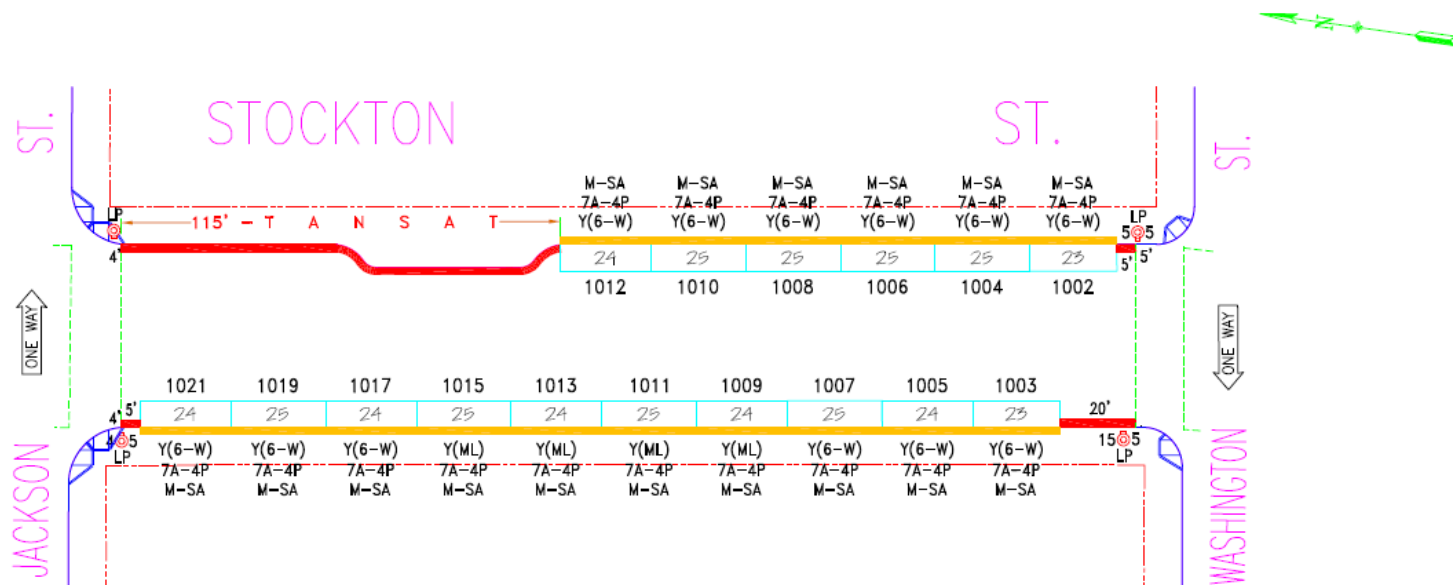 N
STOCKTON ST.
ST.
ST.
M-SA M-SA M-SA M-SA M-SA M-SA
7A-4P 7A-4P 7A-4P 7A-4P 7A-4P 7A-4P
Y(6-W) Y(6-W) Y(6-W) Y(6-W) Y(6-W) Y(6-W)
LP
115' - T A N S A T
LP
5 5
4'
24 25 25 25 25 23
5' 5'
1012 1010 1008 1006 1004 1002
ONE WAY
ONE WAY
1021 1019 1017 1015 1013 1011 1009 1007 1005 1003
4' 5'
24 25 24 25 24 25 24 25 24 23
20'
4 5
LP
15 5
LP
Y(6-W) Y(6-W) Y(6-W) Y(ML) Y(ML) Y(ML) Y(ML) Y(6-W) Y(6-W) Y(6-W)
7A-4P 7A-4P 7A-4P 7A-4P 7A-4P 7A-4P 7A-4P 7A-4P 7A-4P 7A-4P
M-SA M-SA M-SA M-SA M-SA M-SA M-SA M-SA M-SA M-SA
JACKSON
WASHINGTON